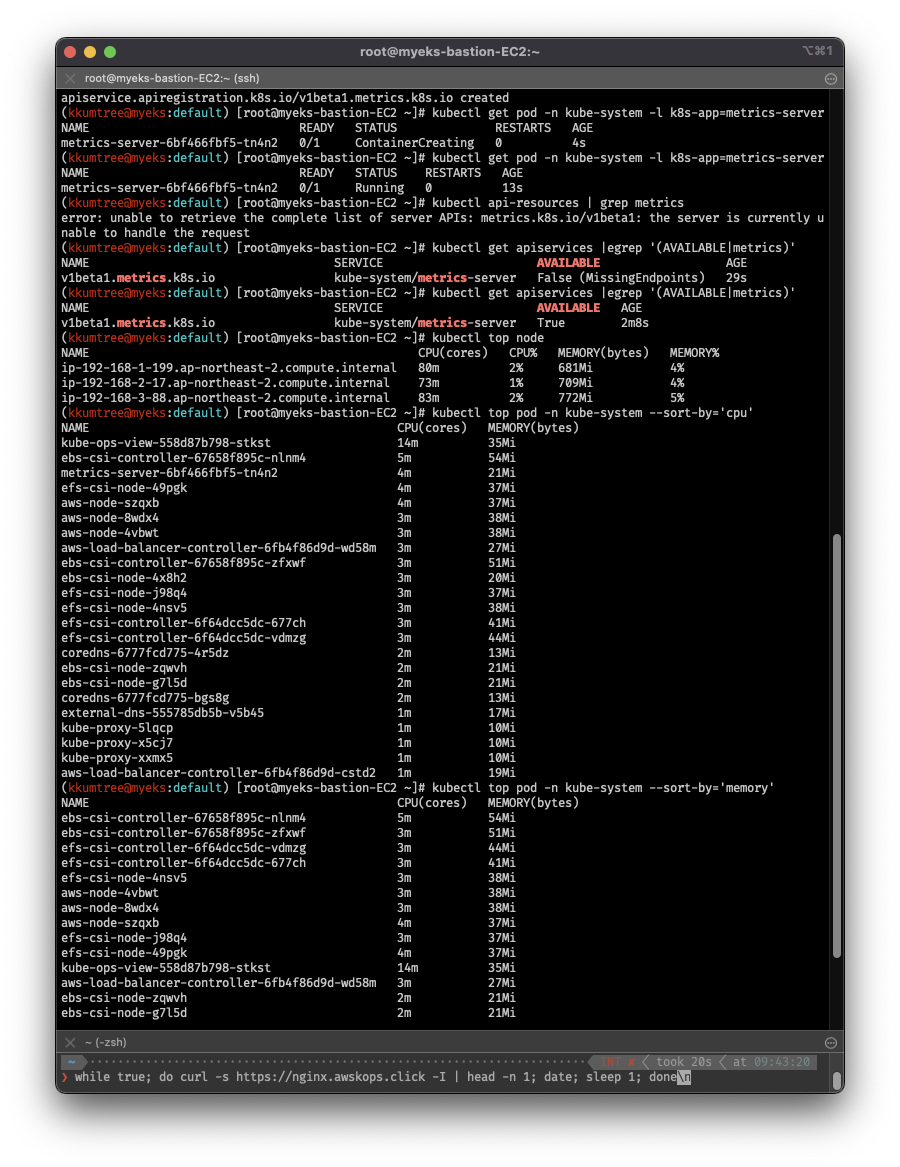 root@myeks-bastion-EC2:~ ⌥⌘1
root@myeks-bastion-EC2:~ (ssh)
apiservice.apiregistration.k8s.io/v1beta1.metrics.k8s.io created
(kkumtree@myeks:default) [root@myeks-bastion-EC2 ~]# kubectl get pod -n kube-system -l k8s-app=metrics-server
NAME READY STATUS RESTARTS AGE
metrics-server-6bf466fbf5-tn4n2 0/1 ContainerCreating 0 4s
(kkumtree@myeks:default) [root@myeks-bastion-EC2 ~]# kubectl get pod -n kube-system -l k8s-app=metrics-server
NAME READY STATUS RESTARTS AGE
metrics-server-6bf466fbf5-tn4n2 0/1 Running 0 13s
(kkumtree@myeks:default) [root@myeks-bastion-EC2 ~]# kubectl api-resources | grep metrics
error: unable to retrieve the complete list of server APIs: metrics.k8s.io/v1beta1: the server is currently u
nable to handle the request
(kkumtree@myeks:default) [root@myeks-bastion-EC2 ~]# kubectl get apiservices |egrep '(AVAILABLE|metrics)'
NAME SERVICE AVAILABLE AGE
v1beta1.metrics.k8s.io kube-system/metrics-server False (MissingEndpoints) 29s
(kkumtree@myeks:default) [root@myeks-bastion-EC2 ~]# kubectl get apiservices |egrep '(AVAILABLE|metrics)'
NAME SERVICE AVAILABLE AGE
v1beta1.metrics.k8s.io kube-system/metrics-server True 2m8s
(kkumtree@myeks:default) [root@myeks-bastion-EC2 ~]# kubectl top node
NAME CPU(cores) CPU% MEMORY(bytes) MEMORY%
ip-192-168-1-199.ap-northeast-2.compute.internal 80m 2% 681Mi 4%
ip-192-168-2-17.ap-northeast-2.compute.internal 73m 1% 709Mi 4%
ip-192-168-3-88.ap-northeast-2.compute.internal 83m 2% 772Mi 5%
(kkumtree@myeks:default) [root@myeks-bastion-EC2 ~]# kubectl top pod -n kube-system --sort-by='cpu'
NAME CPU(cores) MEMORY(bytes)
kube-ops-view-558d87b798-stkst 14m 35Mi
ebs-csi-controller-67658f895c-nlnm4 5m 54Mi
metrics-server-6bf466fbf5-tn4n2 4m 21Mi
efs-csi-node-49pgk 4m 37Mi
aws-node-szqxb 4m 37Mi
aws-node-8wdx4 3m 38Mi
aws-node-4vbwt 3m 38Mi
aws-load-balancer-controller-6fb4f86d9d-wd58m 3m 27Mi
ebs-csi-controller-67658f895c-zfxwf 3m 51Mi
ebs-csi-node-4x8h2 3m 20Mi
efs-csi-node-j98q4 3m 37Mi
efs-csi-node-4nsv5 3m 38Mi
efs-csi-controller-6f64dcc5dc-677ch 3m 41Mi
efs-csi-controller-6f64dcc5dc-vdmzg 3m 44Mi
coredns-6777fcd775-4r5dz 2m 13Mi
ebs-csi-node-zqwvh 2m 21Mi
ebs-csi-node-g7l5d 2m 21Mi
coredns-6777fcd775-bgs8g 2m 13Mi
external-dns-555785db5b-v5b45 1m 17Mi
kube-proxy-5lqcp 1m 10Mi
kube-proxy-x5cj7 1m 10Mi
kube-proxy-xxmx5 1m 10Mi
aws-load-balancer-controller-6fb4f86d9d-cstd2 1m 19Mi
(kkumtree@myeks:default) [root@myeks-bastion-EC2 ~]# kubectl top pod -n kube-system --sort-by='memory'
NAME CPU(cores) MEMORY(bytes)
ebs-csi-controller-67658f895c-nlnm4 5m 54Mi
ebs-csi-controller-67658f895c-zfxwf 3m 51Mi
efs-csi-controller-6f64dcc5dc-vdmzg 3m 44Mi
efs-csi-controller-6f64dcc5dc-677ch 3m 41Mi
efs-csi-node-4nsv5 3m 38Mi
aws-node-4vbwt 3m 38Mi
aws-node-8wdx4 3m 38Mi
aws-node-szqxb 4m 37Mi
efs-csi-node-j98q4 3m 37Mi
efs-csi-node-49pgk 4m 37Mi
kube-ops-view-558d87b798-stkst 14m 35Mi
aws-load-balancer-controller-6fb4f86d9d-wd58m 3m 27Mi
ebs-csi-node-zqwvh 2m 21Mi
ebs-csi-node-g7l5d 2m 21Mi
~ (-zsh)
~ took 20s at 09:43:20
❯ while true; do curl -s https://nginx.awskops.click -I | head -n 1; date; sleep 1; done\n